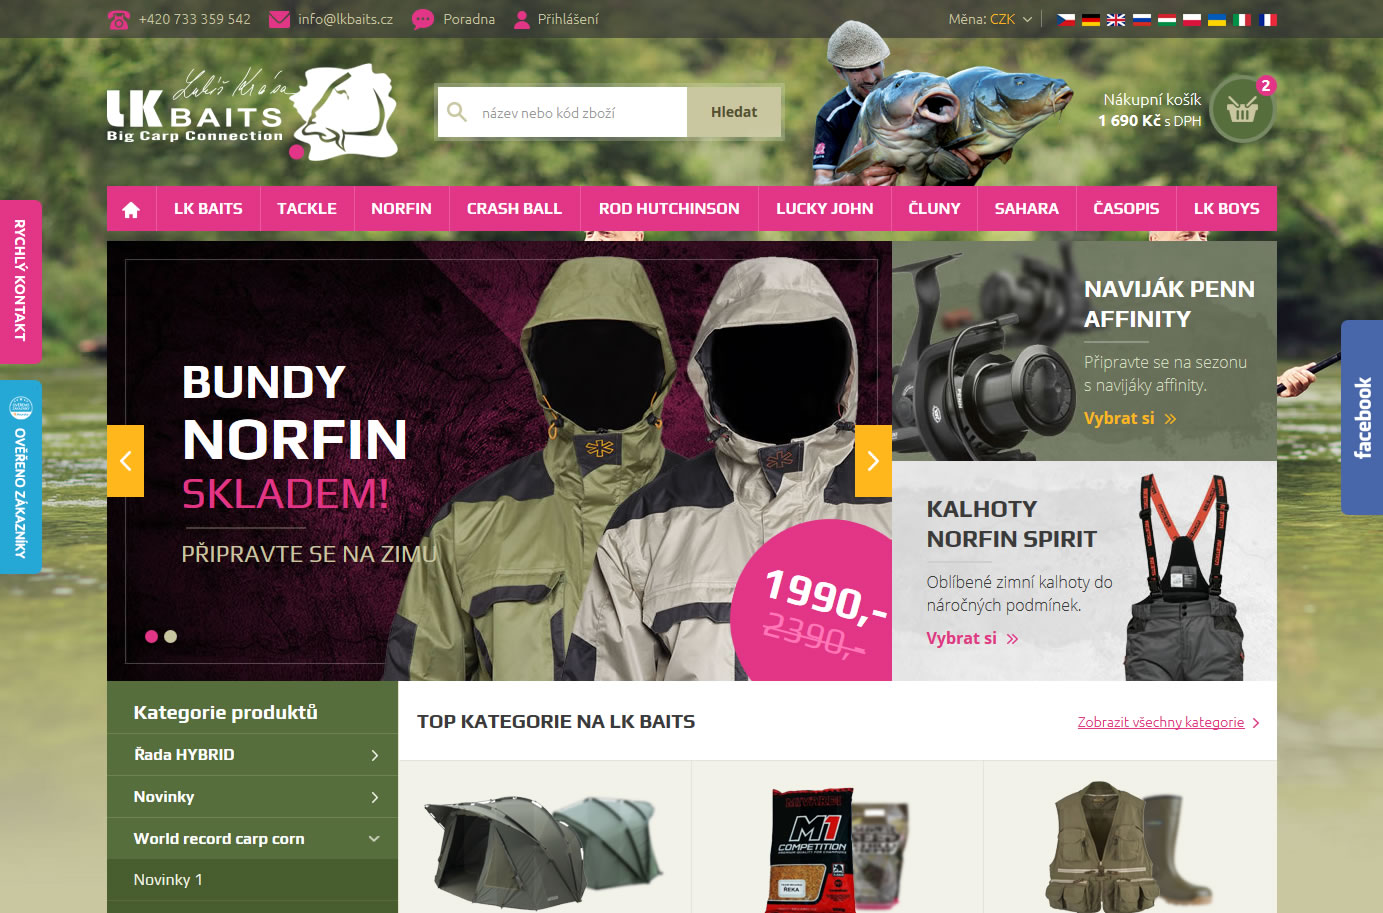 +420 733 359 542
info@lkbaits.cz
Poradna
Přihlášení
Měna: CZK
LK BAITS
Big Carp Connection
název nebo kód zboží
Hledat
Nákupní košík
1 690 Kč s DPH
2
LK BAITS
TACKLE
NORFIN
CRASH BALL
ROD HUTCHINSON
LUCKY JOHN
ČLUNY
SAHARA
ČASOPIS
LK BOYS
RYCHLÝ KONTAKT
OVĚŘENO ZÁKAZNÍKY
facebook
BUNDY
NORFIN
SKLADEM!
PŘIPRAVTE SE NA ZIMU
1990,-
2390,-
NAVIJÁK PENN
AFFINITY
Připravte se na sezonu
s navijáky affinity.
Vybrat si
KALHOTY
NORFIN SPIRIT
Oblíbené zimní kalhoty do
náročných podmínek.
Vybrat si
Kategorie produktů
Řada HYBRID
Novinky
World record carp corn
Novinky 1
TOP KATEGORIE NA LK BAITS
Zobrazit všechny kategorie
M1
COMPETITION
ŘEKA